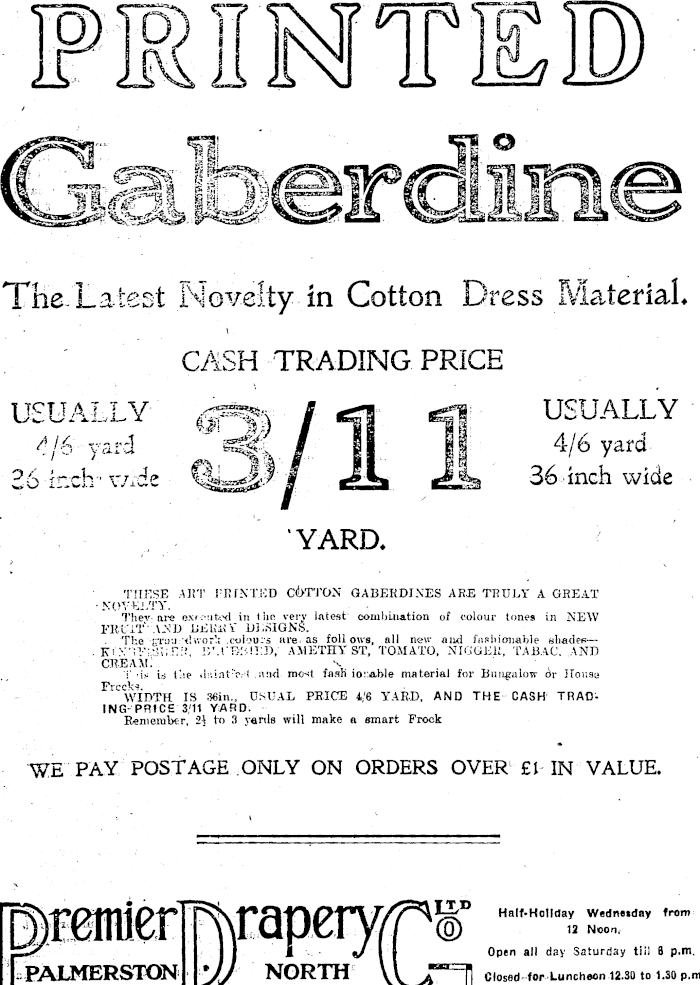 PRINTED
Gaberdine
The Latest Novelty in Cotton Dress Material.
CASH TRADING PRICE
USUALLY
4/6 yard
36 inch wide
3/11
USUALLY
4/6 yard
36 inch wide
YARD.
THESE ART PRINTED COTTON GABERDINES ARE TRULY A GREAT
NOVELTY.
They are executed in the very latest combination of colour tones in NEW
FRUIT AND BERRY DESIGNS.
The groundwork colours are as follows, all new and fashionable shades—
KINGFISHER, BLUEBIRD, AMETHYST, TOMATO, NIGGER, TABAC, AND
CREAM.
This is the daintiest and most fashionable material for Bungalow or House
Frocks.
WIDTH IS 36in., USUAL PRICE 4/6 YARD, AND THE CASH TRAD-
ING PRICE 3/11 YARD.
Remember, 2½ to 3 yards will make a smart Frock
WE PAY POSTAGE ONLY ON ORDERS OVER £1 IN VALUE.
Premier Drapery Co LTD
PALMERSTON NORTH
Half-Holiday Wednesday from
12 Noon.
Open all day Saturday till 6 p.m.
Closed for Luncheon 12.30 to 1.30 p.m